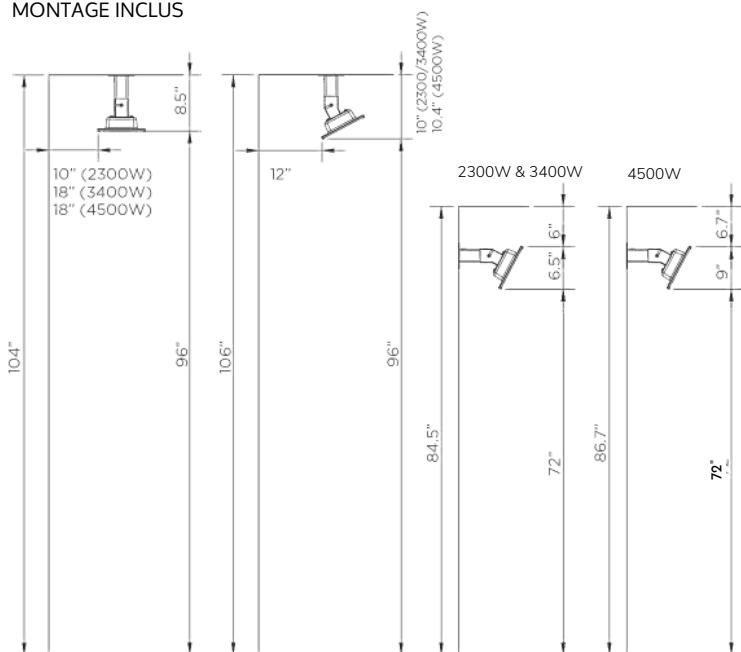 MONTAGE INCLUS
8.5"
10" (2300W)
18" (3400W)
18" (4500W)
104"
96"
10" (2300/3400W)
10.4" (4500W)
12"
106"
96"
2300W & 3400W
6"
6.5"
84.5"
72"
4500W
6.7"
9"
86.7"
72"